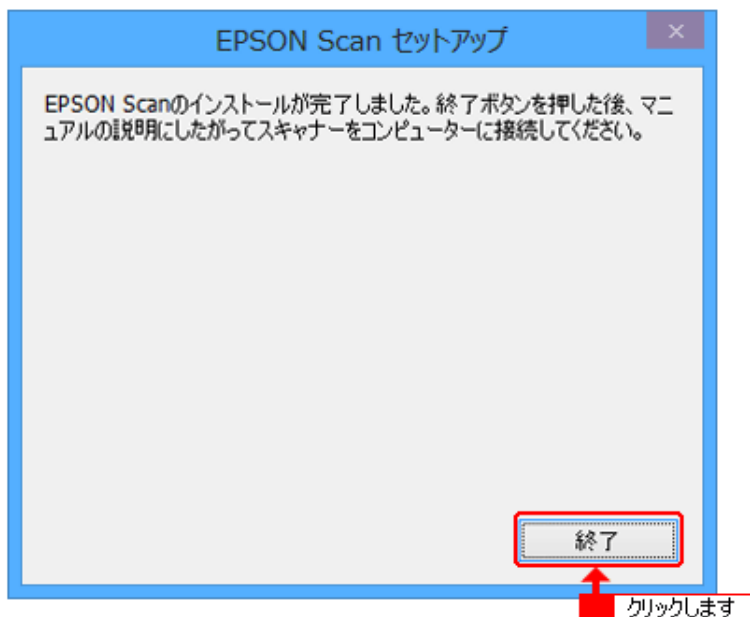 EPSON Scan セットアップ
EPSON Scanのインストールが完了しました。終了ボタンを押した後、マニ
ュアルの説明にしたがってスキャナーをコンピューターに接続してください。
終了
クリックします